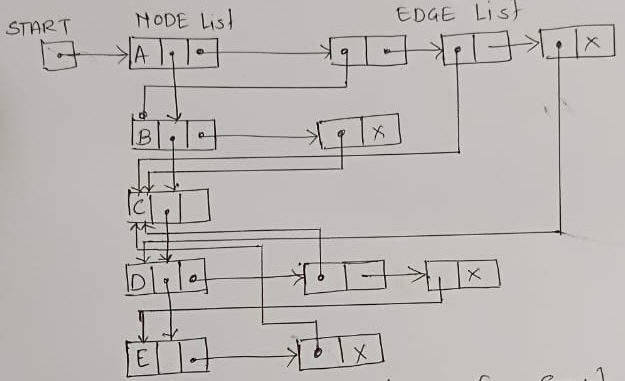 START NODE List EDGE List
A X
B X
C
D X
E X